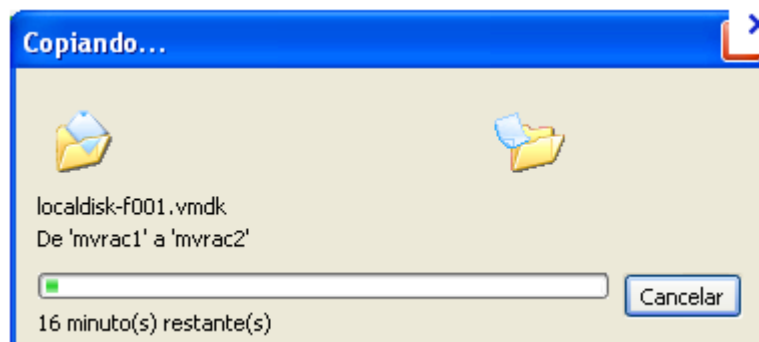 Copiando...
localdisk-f001.vmdk
De 'mvrac1' a 'mvrac2'
Cancelar
16 minuto(s) restante(s)